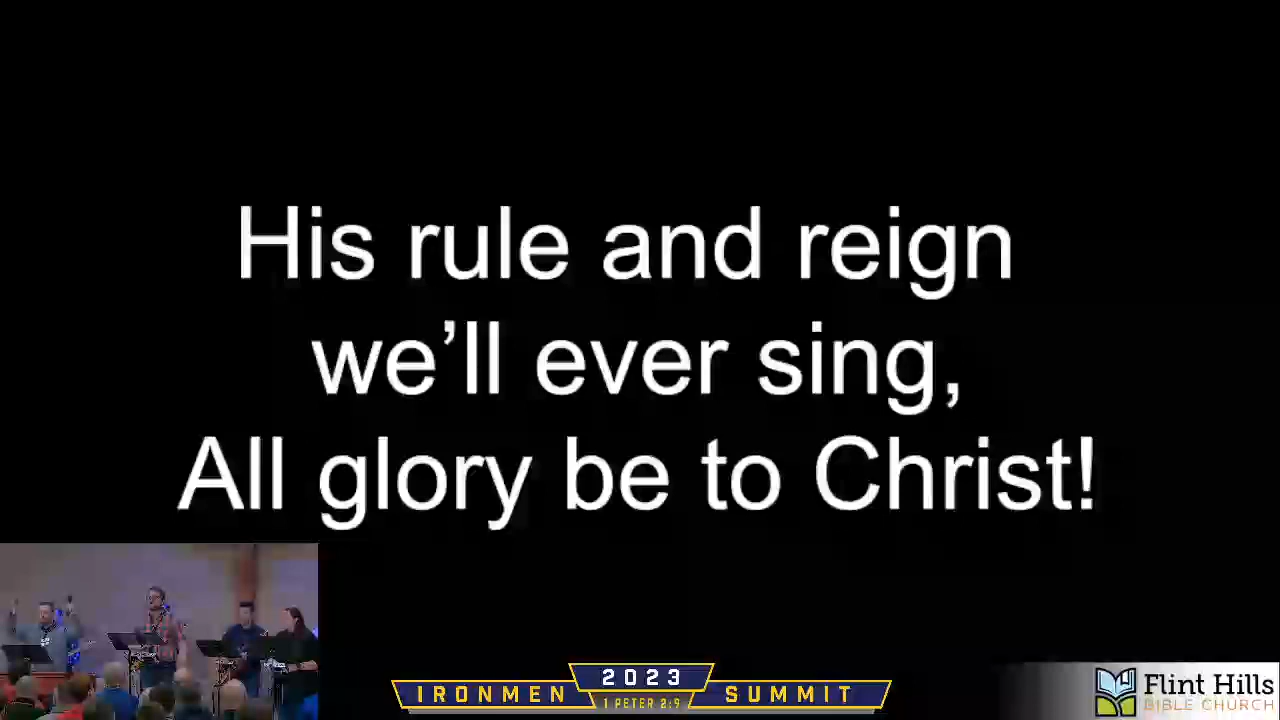 His rule and reign
we’ll ever sing,
All glory be to Christ!
2023
IRONMEN SUMMIT
1 PETER 2:9
Flint Hills
BIBLE CHURCH